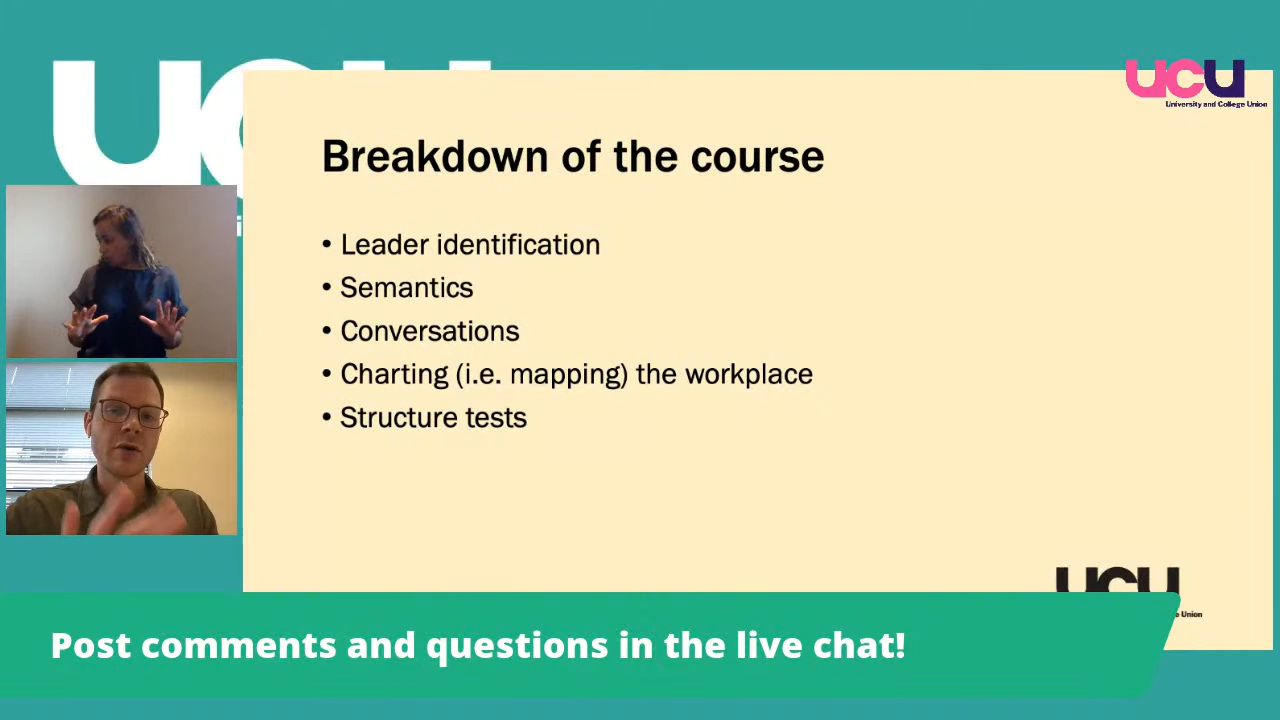 ucu
University and College Union
Breakdown of the course
• Leader identification
• Semantics
• Conversations
• Charting (i.e. mapping) the workplace
• Structure tests
ucu
Union
Post comments and questions in the live chat!